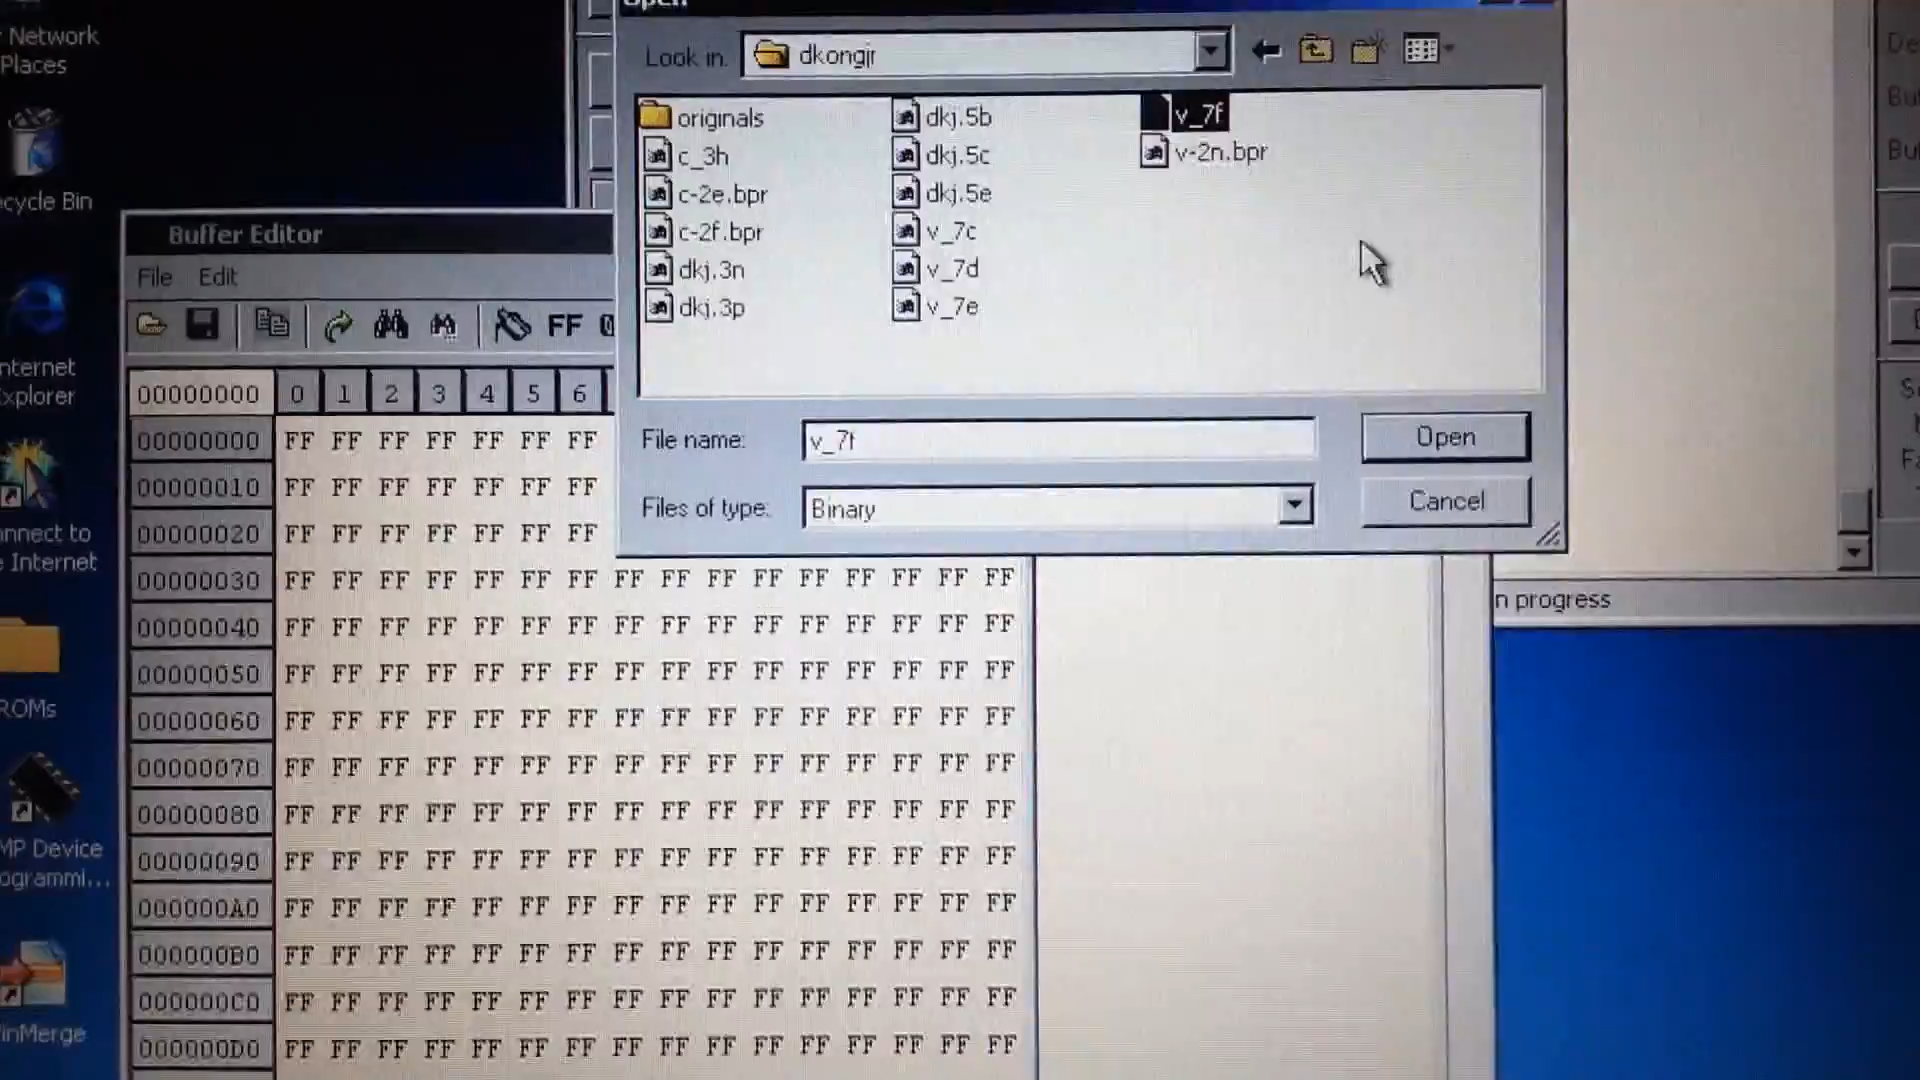 Open
Network
Places
Look in:
dkongjr
originals
c_3h
c-2e.bpr
c-2f.bpr
dkj.3n
dkj.3p
dkj.5b
dkj.5c
dkj.5e
v_7c
v_7d
v_7e
v_7f
v-2n.bpr
File name:
v_7f
Open
Files of type:
Binary
Cancel
ecycle Bin
nternet
xplorer
onnect to
e Internet
ROMs
MP Device
ogrammi...
inMerge
n progress
Buffer Editor
File Edit
FF
00000000 0 1 2 3 4 5 6
00000000 FF FF FF FF FF FF FF
00000010 FF FF FF FF FF FF FF
00000020 FF FF FF FF FF FF FF
00000030 FF FF FF FF FF FF FF FF FF FF FF FF FF FF FF FF
00000040 FF FF FF FF FF FF FF FF FF FF FF FF FF FF FF FF
00000050 FF FF FF FF FF FF FF FF FF FF FF FF FF FF FF FF
00000060 FF FF FF FF FF FF FF FF FF FF FF FF FF FF FF FF
00000070 FF FF FF FF FF FF FF FF FF FF FF FF FF FF FF FF
00000080 FF FF FF FF FF FF FF FF FF FF FF FF FF FF FF FF
00000090 FF FF FF FF FF FF FF FF FF FF FF FF FF FF FF FF
000000A0 FF FF FF FF FF FF FF FF FF FF FF FF FF FF FF FF
000000B0 FF FF FF FF FF FF FF FF FF FF FF FF FF FF FF FF
000000C0 FF FF FF FF FF FF FF FF FF FF FF FF FF FF FF FF
000000D0 FF FF FF FF FF FF FF FF FF FF FF FF FF FF FF FF